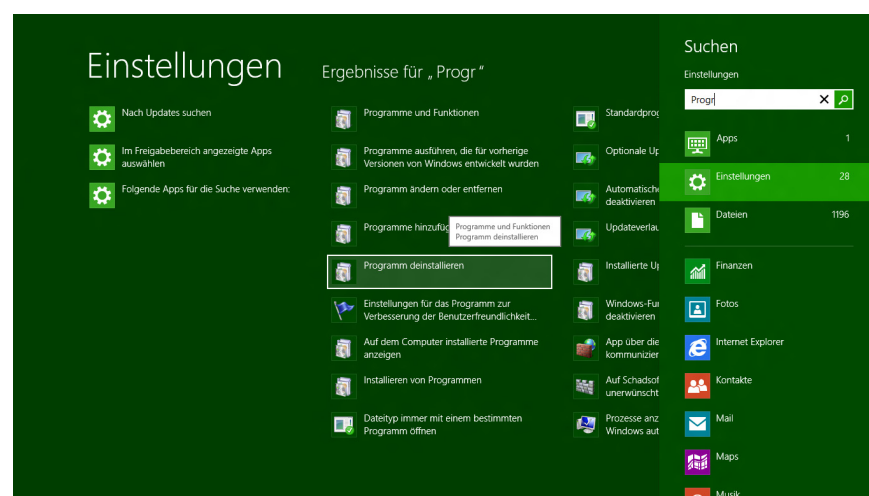 Einstellungen
Nach Updates suchen
Im Freigabebereich angezeigte Apps
auswählen
Folgende Apps für die Suche verwenden:
Ergebnisse für „ Progr “
Programme und Funktionen
Programme ausführen, die für vorherige
Versionen von Windows entwickelt wurden
Programm ändern oder entfernen
Programme hinzufüg
Programme und Funktionen
Programm deinstallieren
Programm deinstallieren
Einstellungen für das Programm zur
Verbesserung der Benutzerfreundlichkeit...
Auf dem Computer installierte Programme
anzeigen
Installieren von Programmen
Dateityp immer mit einem bestimmten
Programm öffnen
Standardprog
Optionale Up
Automatische
deaktivieren
Updateverlau
Installierte Up
Windows-Fun
deaktivieren
App über die
kommunizier
Auf Schadsof
unerwünscht
Prozesse anz
Windows aut
Suchen
Einstellungen
Progr
Apps 1
Einstellungen 28
Dateien 1196
Finanzen
Fotos
Internet Explorer
Kontakte
Mail
Maps
Musik